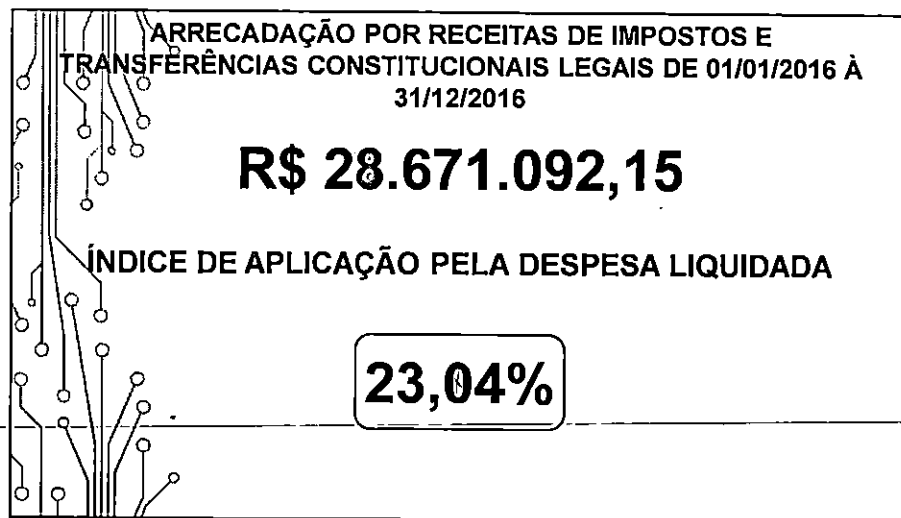 ARRECADAÇÃO POR RECEITAS DE IMPOSTOS E
TRANSFERÊNCIAS CONSTITUCIONAIS LEGAIS DE 01/01/2016 À
31/12/2016
R$ 28.671.092,15
ÍNDICE DE APLICAÇÃO PELA DESPESA LIQUIDADA
23,04%